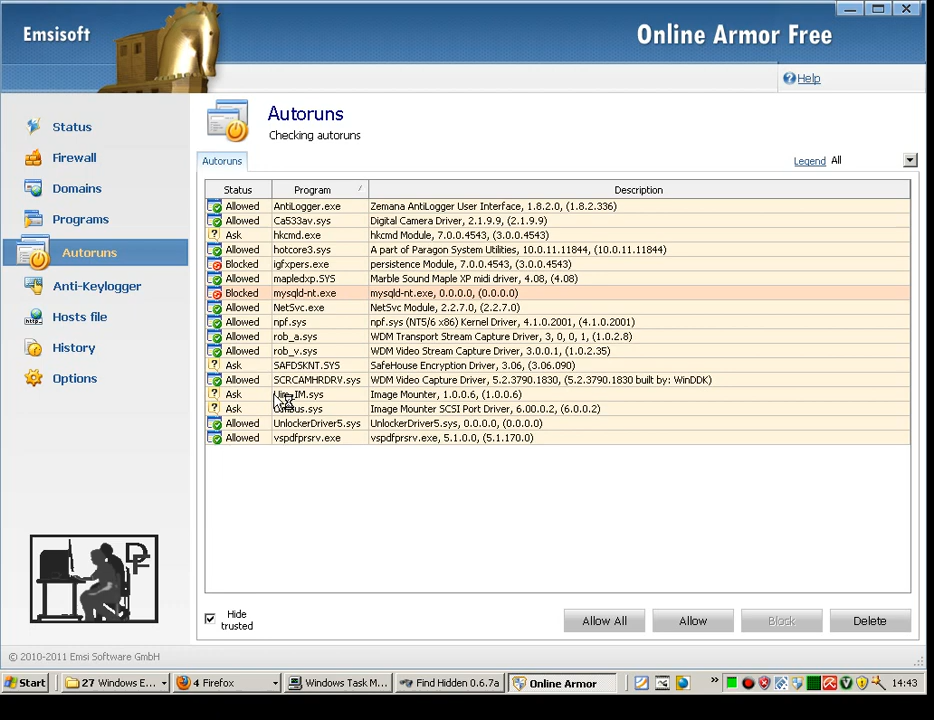 Emsisoft
Online Armor Free
Help
Status
Firewall
Domains
Programs
Autoruns
Anti-Keylogger
Hosts file
History
Options
Autoruns
Checking autoruns
Autoruns
Legend All
Status Program Description
Allowed AntiLogger.exe Zemana AntiLogger User Interface, 1.8.2.0, (1.8.2.336)
Allowed Ca533av.sys Digital Camera Driver, 2.1.9.9, (2.1.9.9)
Ask hkcmd.exe hkcmd Module, 7.0.0.4543, (3.0.0.4543)
Allowed hotcore3.sys A part of Paragon System Utilities, 10.0.11.11844, (10.0.11.11844)
Blocked igfxpers.exe persistence Module, 7.0.0.4543, (3.0.0.4543)
Allowed mapledxp.SYS Marble Sound Maple XP midi driver, 4.08, (4.08)
Blocked mysqld-nt.exe mysqld-nt.exe, 0.0.0.0, (0.0.0.0)
Allowed NetSvc.exe NetSvc Module, 2.2.7.0, (2.2.7.0)
Allowed npf.sys npf.sys (NT5/6 x86) Kernel Driver, 4.1.0.2001, (4.1.0.2001)
Allowed rob_a.sys WDM Transport Stream Capture Driver, 3, 0, 0, 1, (1.0.2.8)
Allowed rob_v.sys WDM Video Stream Capture Driver, 3.0.0.1, (1.0.2.35)
Ask SAFDSKNT.SYS SafeHouse Encryption Driver, 3.06, (3.06.090)
Allowed SCRCAMHRDRV.sys WDM Video Capture Driver, 5.2.3790.1830, (5.2.3790.1830 built by: WinDDK)
Ask Image Mounter, 1.0.0.6, (1.0.0.6)
Ask Image Mounter SCSI Port Driver, 6.00.0.2, (6.0.0.2)
Allowed UnlockerDriver5.sys UnlockerDriver5.sys, 0.0.0.0, (0.0.0.0)
Allowed vspdfprsrv.exe vspdfprsrv.exe, 5.1.0.0, (5.1.170.0)
DF
Hide
trusted
Allow All Allow Block Delete
© 2010-2011 Emsi Software GmbH
Start 27 Windows E... 4 Firefox Windows Task M... Find Hidden 0.6.7a Online Armor » 14:43